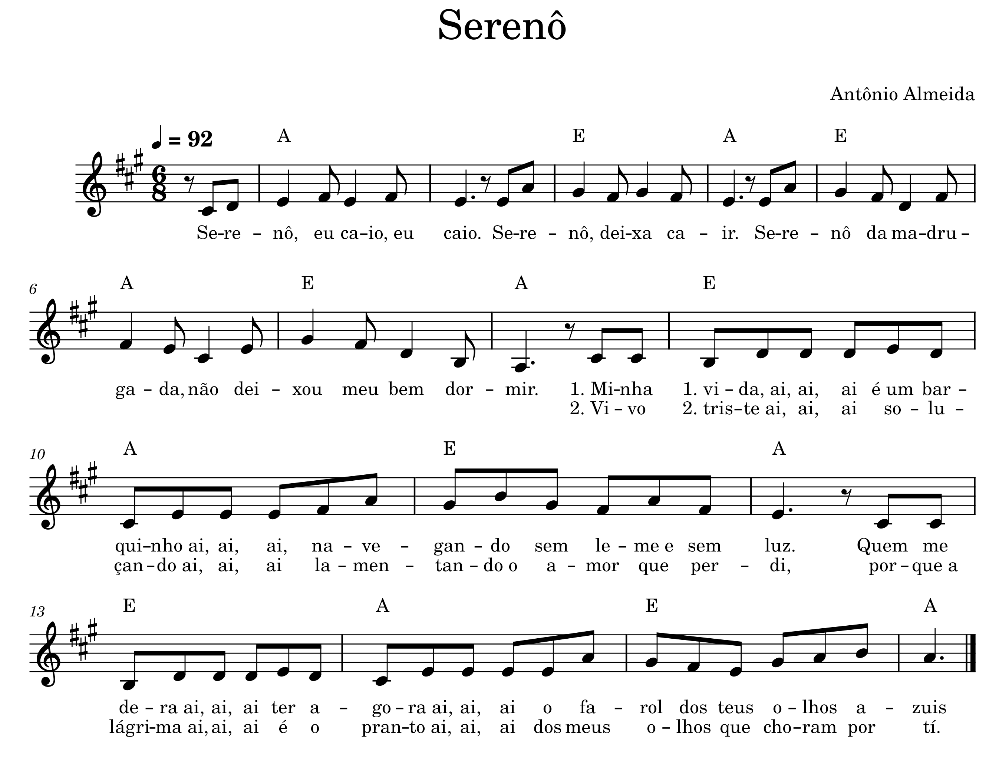 Serenô
Antônio Almeida
= 92
A E A E
6
8
Se-re - nô, eu ca-io, eu caio. Se-re - nô, dei-xa ca - ir. Se-re - nô da ma-dru -
6 A E A E
ga - da, não dei - xou meu bem dor - mir. 1. Mi-nha 1. vi - da, ai, ai, ai é um bar -
2. Vi - vo 2. tris-te ai, ai, ai so - lu -
10 A E A
qui-nho ai, ai, ai, na - ve - gan - do sem le - me e sem luz. Quem me
çan-do ai, ai, ai la - men - tan - do o a - mor que per - di, por-que a
13 E A E A
de - ra ai, ai, ai ter a - go-ra ai, ai, ai o fa - rol dos teus o-lhos a - zuis
lágri-ma ai, ai, ai é o pran-to ai, ai, ai dos meus o-lhos que cho-ram por tí.